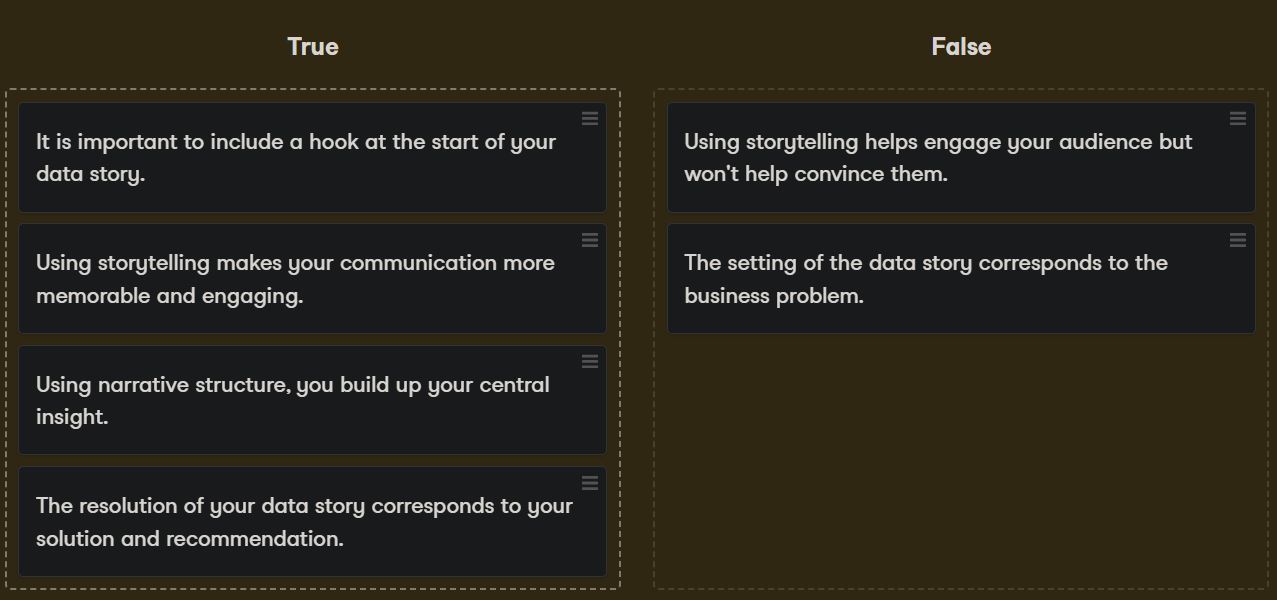 True
It is important to include a hook at the start of your
data story.
Using storytelling makes your communication more
memorable and engaging.
Using narrative structure, you build up your central
insight.
The resolution of your data story corresponds to your
solution and recommendation.
False
Using storytelling helps engage your audience but
won't help convince them.
The setting of the data story corresponds to the
business problem.